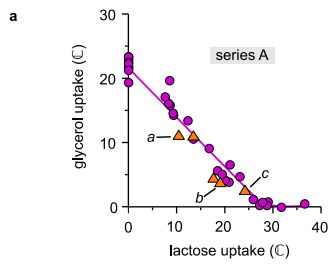 a
30
series A
20
glycerol uptake (ℂ)
a
10
c
b
0
0 10 20 30 40
lactose uptake (ℂ)